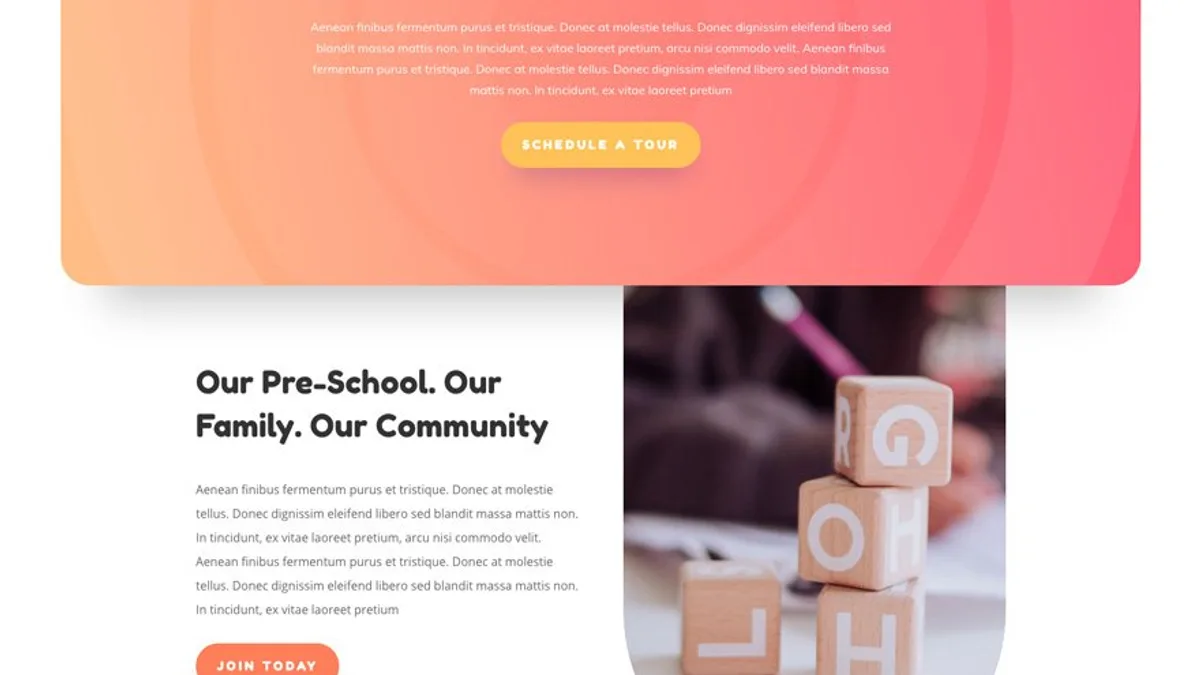 Aenean finibus fermentum purus et tristique. Donec at molestie tellus. Donec dignissim eleifend libero sed
blandit massa mattis non. In tincidunt, ex vitae laoreet pretium, arcu nisi commodo velit. Aenean finibus
fermentum purus et tristique. Donec at molestie tellus. Donec dignissim eleifend libero sed blandit massa
mattis non. In tincidunt, ex vitae laoreet pretium
SCHEDULE A TOUR
Our Pre-School. Our
Family. Our Community
Aenean finibus fermentum purus et tristique. Donec at molestie
tellus. Donec dignissim eleifend libero sed blandit massa mattis non.
In tincidunt, ex vitae laoreet pretium, arcu nisi commodo velit.
Aenean finibus fermentum purus et tristique. Donec at molestie
tellus. Donec dignissim eleifend libero sed blandit massa mattis non.
In tincidunt, ex vitae laoreet pretium
JOIN TODAY
R G
O H
L H